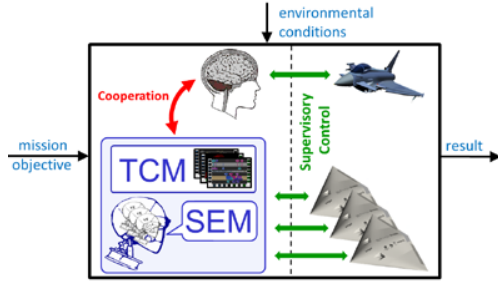 environmental
conditions
Cooperation
Supervisory
Control
mission
objective
TCM
SEM
result